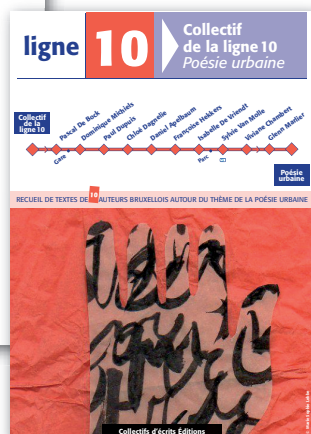 ligne
10
Collectif
de la ligne 10
Poésie urbaine
Collectif
de la
ligne 10
Gare
Pascal De Bock
Dominique Michiels
Paul Dupuis
Chloé Dagnelie
Daniel Apelbaum
Françoise Hekkers
Parc
Isabelle De Vriendt
Sylvie Van Molle
Viviane Chambert
Glenn Marlier
Poésie
urbaine
RECUEIL DE TEXTES DE 10 AUTEURS BRUXELLOIS AUTOUR DU THÈME DE LA POÉSIE URBAINE
Collectifs d'écrits Éditions